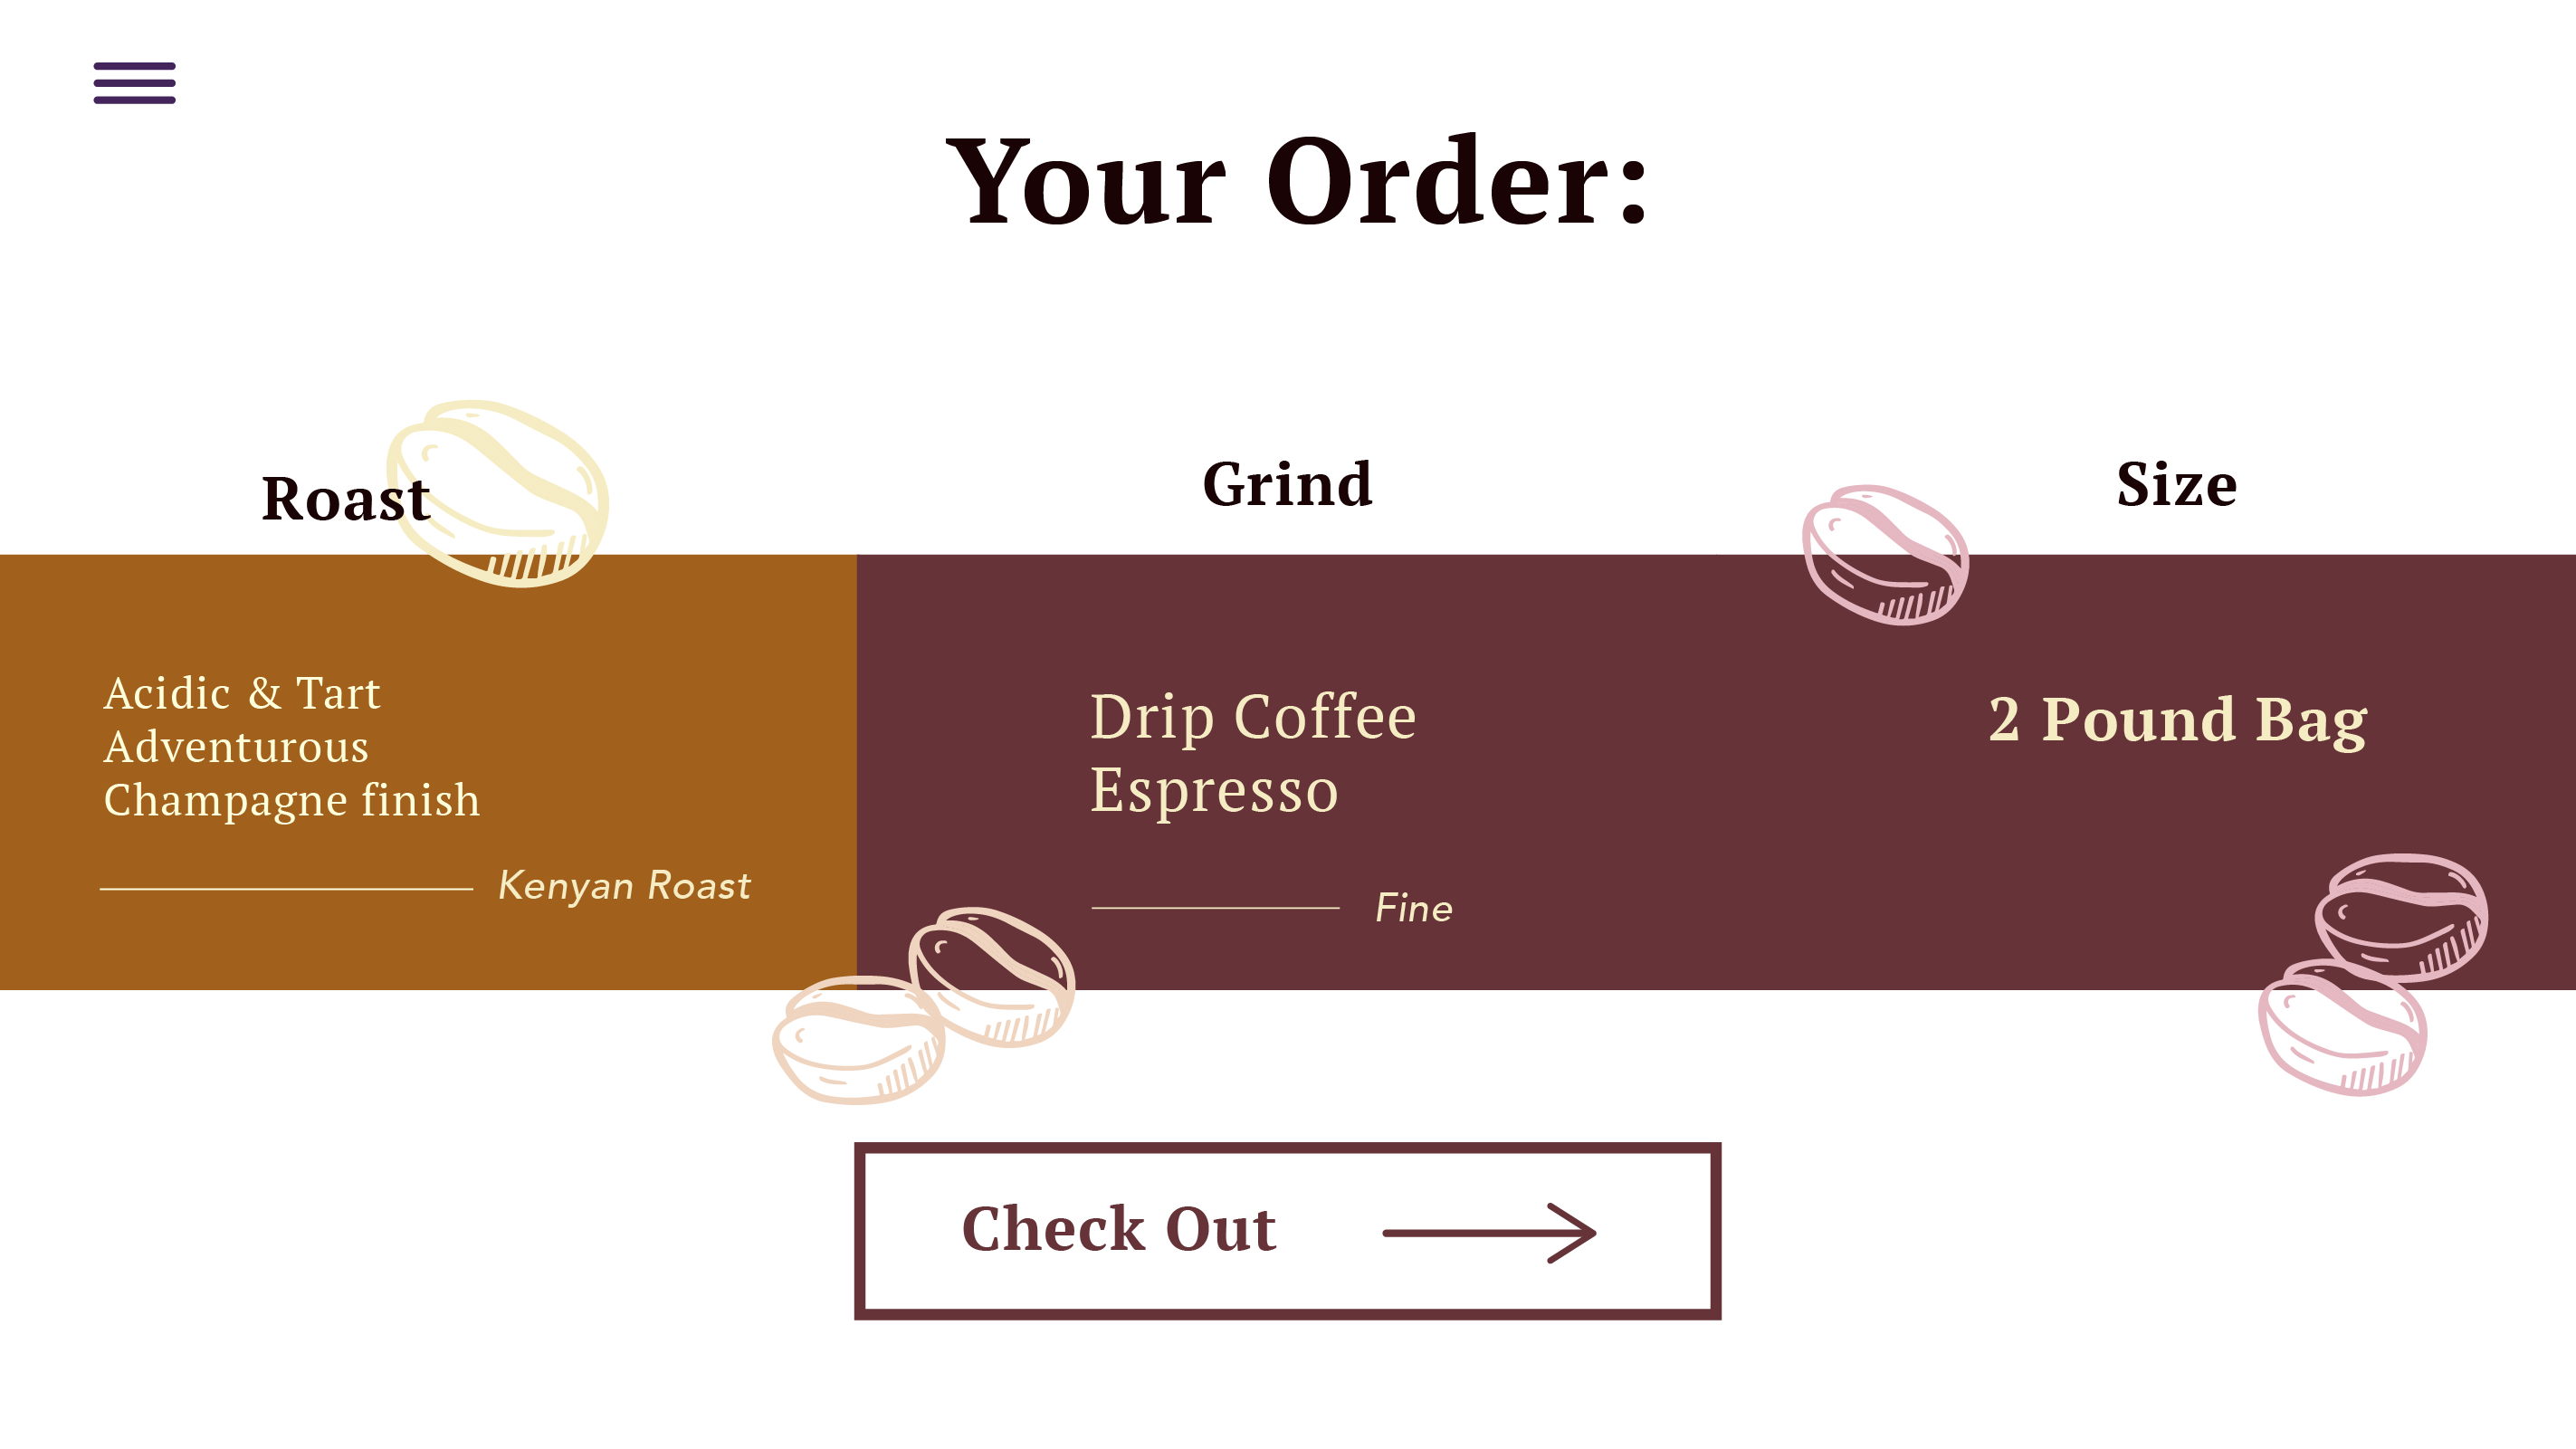 Your Order:
Roast
Grind
Size
Acidic & Tart
Adventurous
Champagne finish
Kenyan Roast
Drip Coffee
Espresso
Fine
2 Pound Bag
Check Out